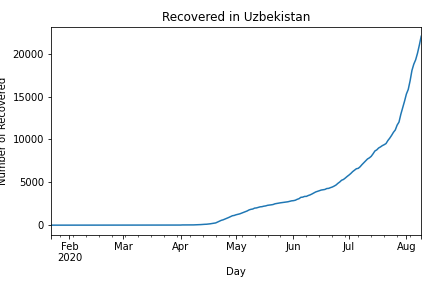 Recovered in Uzbekistan
Number of Recovered
20000
15000
10000
5000
0
Feb
2020
Mar
Apr
May
Jun
Jul
Aug
Day